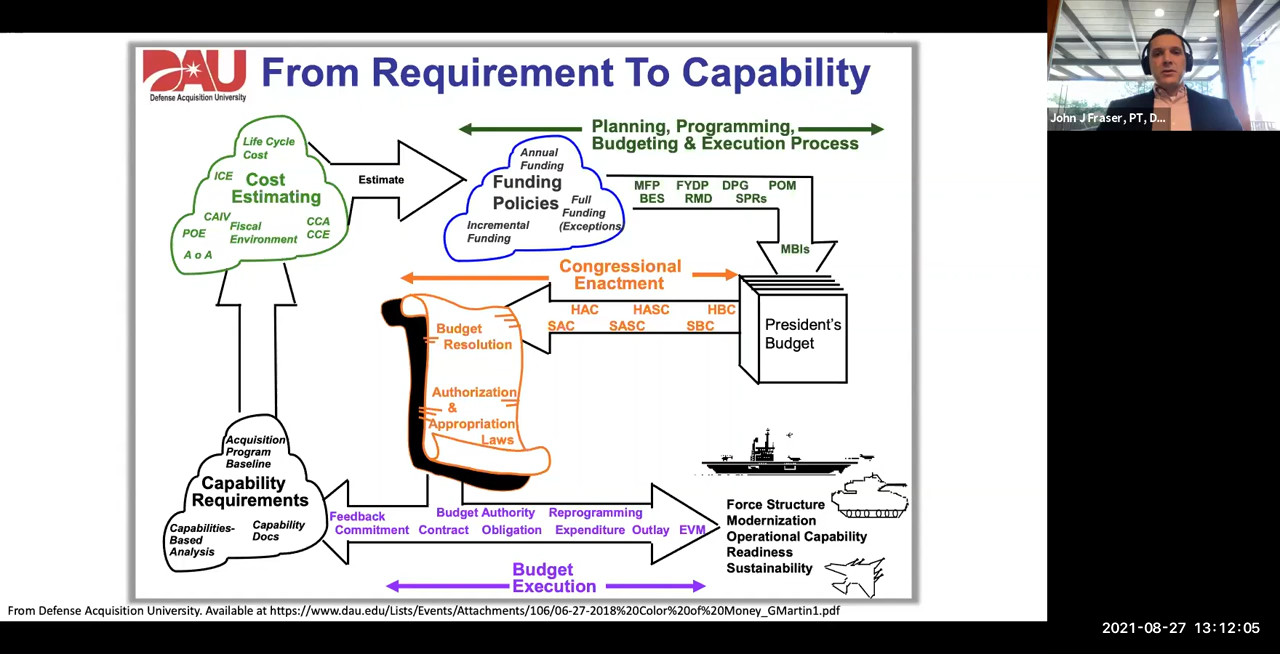 DAU
Defense Acquisition University
From Requirement To Capability
John J Fraser, PT, D...
Planning, Programming,
Budgeting & Execution Process
Life Cycle
Cost
ICE
Cost
Estimating
CAIV
Fiscal
Environment
CCA
CCE
POE
A o A
Estimate
Annual
Funding
Funding
Policies
Full
Funding
(Exceptions
Incremental
Funding
MFP FYDP DPG POM
BES RMD SPRs
MBIs
Congressional
Enactment
HAC HASC HBC
SAC SASC SBC
President's
Budget
Budget
Resolution
Authorization
&
Appropriation
Laws
Acquisition
Program
Baseline
Capability
Requirements
Capabilities-
Based
Analysis
Capability
Docs
Feedback
Budget Authority Reprogramming
Commitment Contract Obligation Expenditure Outlay EVM
Force Structure
Modernization
Operational Capability
Readiness
Sustainability
Budget
Execution
From Defense Acquisition University. Available at https://www.dau.edu/Lists/Events/Attachments/106/06-27-2018%20Color%20of%20Money_GMartin1.pdf
2021-08-27 13:12:05